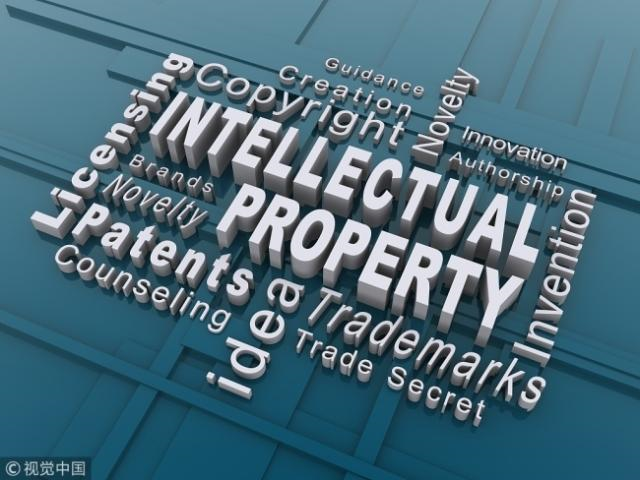 Guidance
Creation
Copyright
Novelty
Licensing
INTELLECTUAL
Innovation
Authorship
Brands
Novelty
PROPERTY
Patents
Counseling
idea
Trademarks
Trade Secret
Invention
©视觉中国